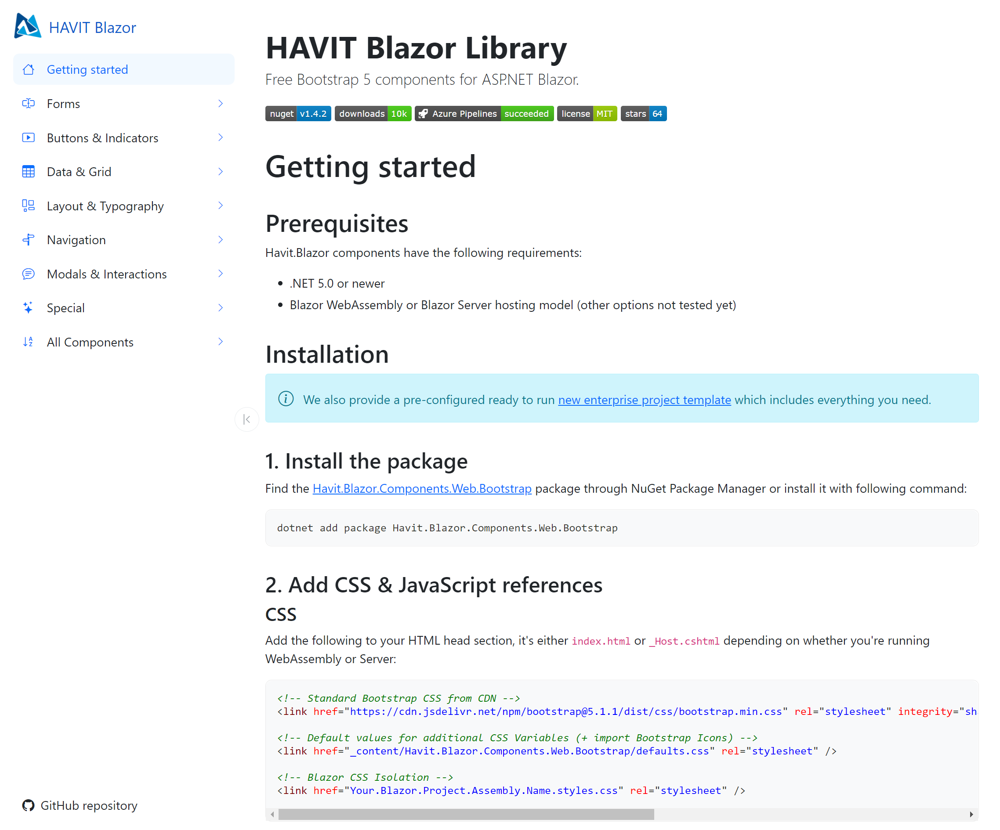 HAVIT Blazor
Getting started
Forms
Buttons & Indicators
Data & Grid
Layout & Typography
Navigation
Modals & Interactions
Special
All Components
GitHub repository
HAVIT Blazor Library
Free Bootstrap 5 components for ASP.NET Blazor.
nuget v1.4.2 downloads 10k Azure Pipelines succeeded license MIT stars 64
Getting started
Prerequisites
Havit.Blazor components have the following requirements:
.NET 5.0 or newer
Blazor WebAssembly or Blazor Server hosting model (other options not tested yet)
Installation
We also provide a pre-configured ready to run new enterprise project template which includes everything you need.
1. Install the package
Find the Havit.Blazor.Components.Web.Bootstrap package through NuGet Package Manager or install it with following command:
dotnet add package Havit.Blazor.Components.Web.Bootstrap
2. Add CSS & JavaScript references
CSS
Add the following to your HTML head section, it's either index.html or _Host.cshtml depending on whether you're running
WebAssembly or Server:
<!-- Standard Bootstrap CSS from CDN -->
<link href="https://cdn.jsdelivr.net/npm/bootstrap@5.1.1/dist/css/bootstrap.min.css" rel="stylesheet" integrity="sh
<!-- Default values for additional CSS Variables (+ import Bootstrap Icons) -->
<link href="_content/Havit.Blazor.Components.Web.Bootstrap/defaults.css" rel="stylesheet" />
<!-- Blazor CSS Isolation -->
<link href="Your.Blazor.Project.Assembly.Name.styles.css" rel="stylesheet" />